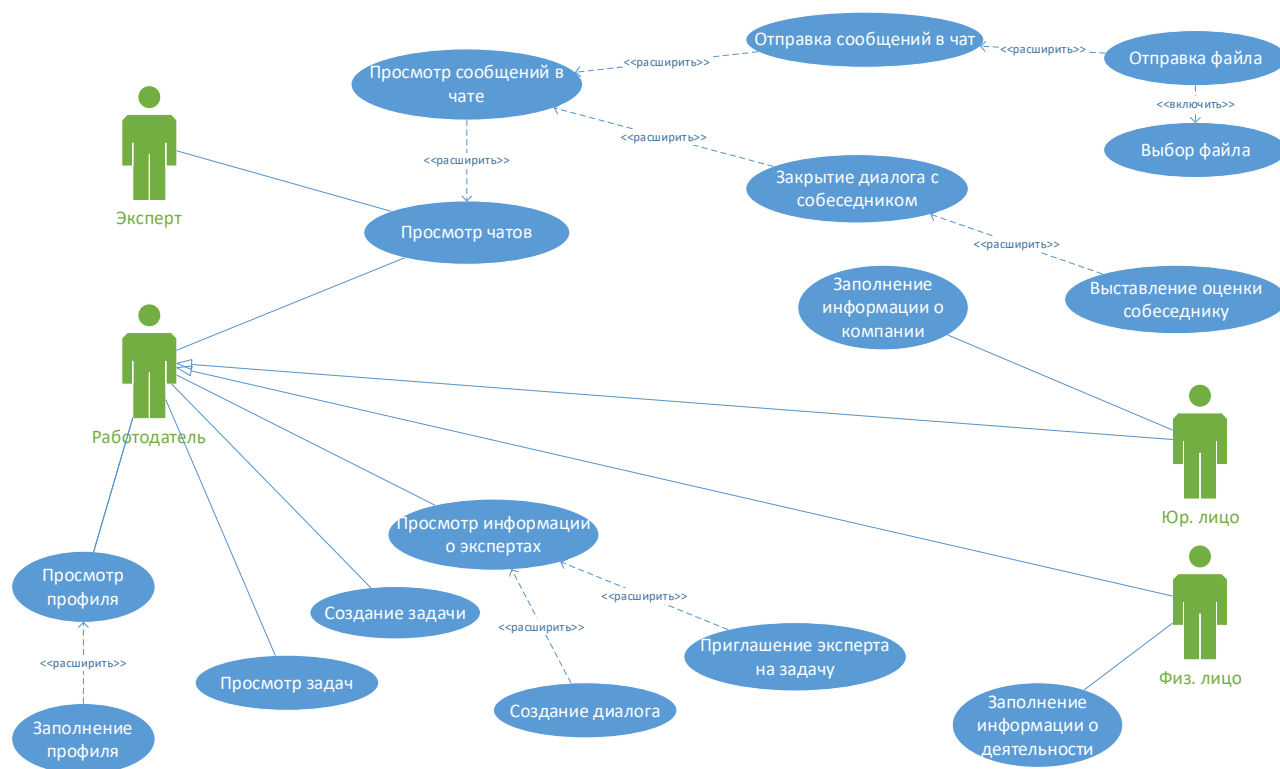 Отправка сообщений в чат
<<расширить>>
Отправка файла
<<расширить>>
Просмотр сообщений в
чате
<<включить>>
Выбор файла
<<расширить>>
<<расширить>>
Закрытие диалога с
собеседником
Эксперт
Просмотр чатов
<<расширить>>
Заполнение
информации о
компании
Выставление оценки
собеседнику
Работодатель
Юр. лицо
Просмотр информации
о экспертах
Просмотр
профиля
<<расширить>>
Создание задачи
<<расширить>>
Приглашение эксперта
на задачу
<<расширить>>
Просмотр задач
Физ. лицо
Создание диалога
Заполнение
профиля
Заполнение
информации о
деятельности